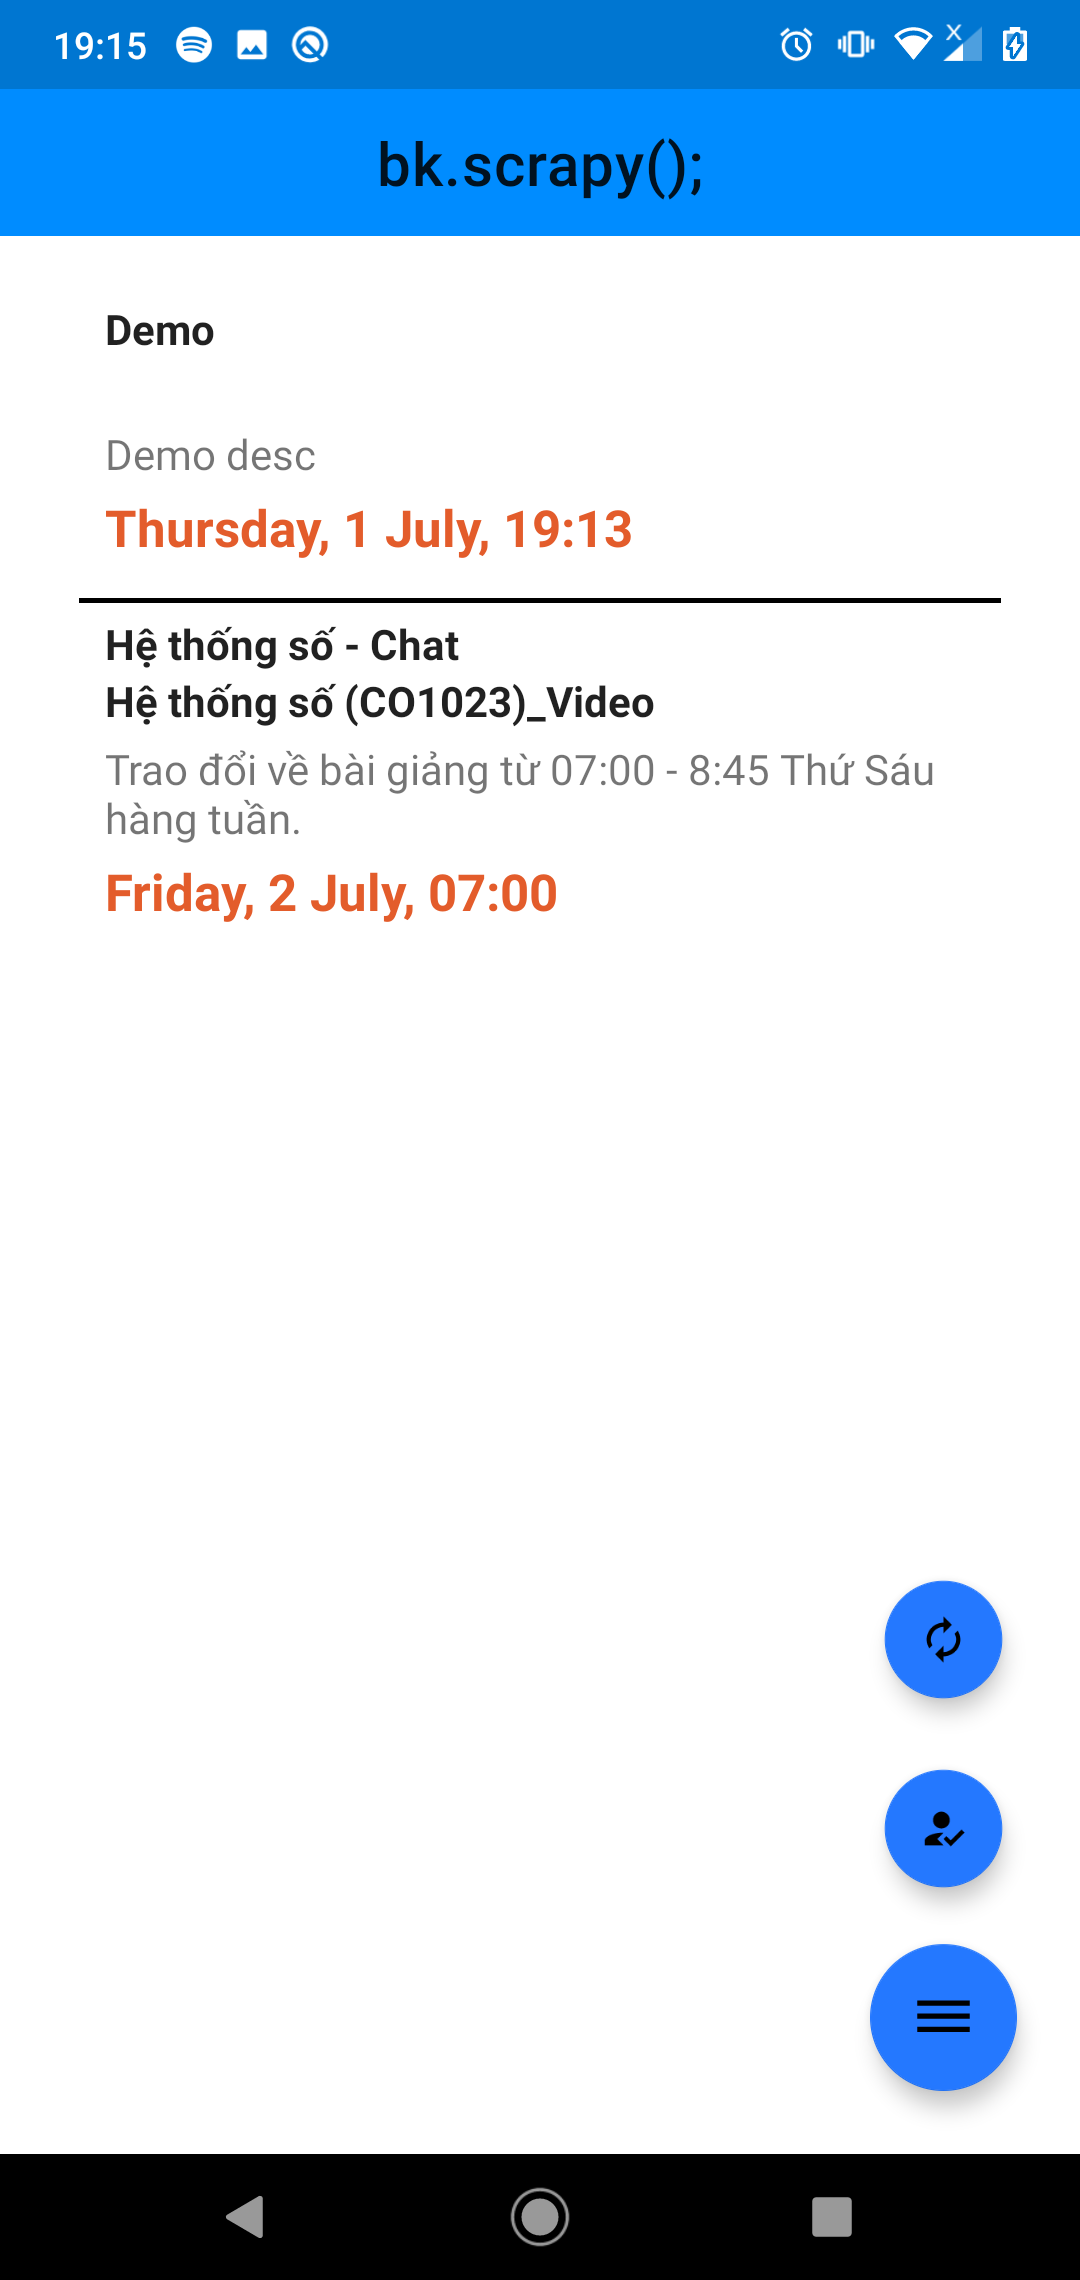 19:15
bk.scrapy();
Demo
Demo desc
Thursday, 1 July, 19:13
Hệ thống số - Chat
Hệ thống số (CO1023)_Video
Trao đổi về bài giảng từ 07:00 - 8:45 Thứ Sáu
hàng tuần.
Friday, 2 July, 07:00